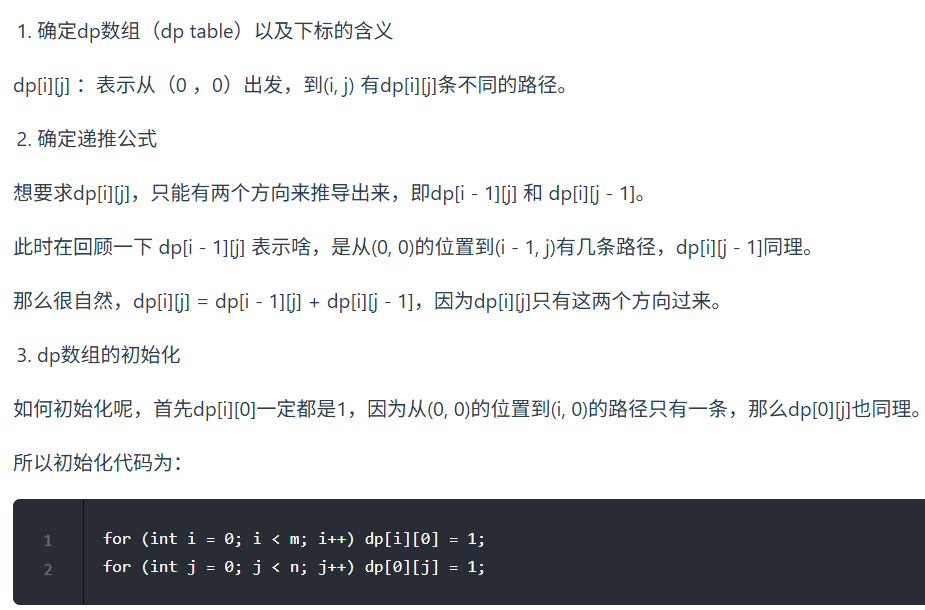 1. 确定dp数组（dp table）以及下标的含义
dp[i][j] ：表示从（0 ，0）出发，到(i, j) 有dp[i][j]条不同的路径。
2. 确定递推公式
想要求dp[i][j]，只能有两个方向来推导出来，即dp[i - 1][j] 和 dp[i][j - 1]。
此时在回顾一下 dp[i - 1][j] 表示啥，是从(0, 0)的位置到(i - 1, j)有几条路径，dp[i][j - 1]同理。
那么很自然，dp[i][j] = dp[i - 1][j] + dp[i][j - 1]，因为dp[i][j]只有这两个方向过来。
3. dp数组的初始化
如何初始化呢，首先dp[i][0]一定都是1，因为从(0, 0)的位置到(i, 0)的路径只有一条，那么dp[0][j]也同理。
所以初始化代码为：
1 for (int i = 0; i < m; i++) dp[i][0] = 1;
2 for (int j = 0; j < n; j++) dp[0][j] = 1;